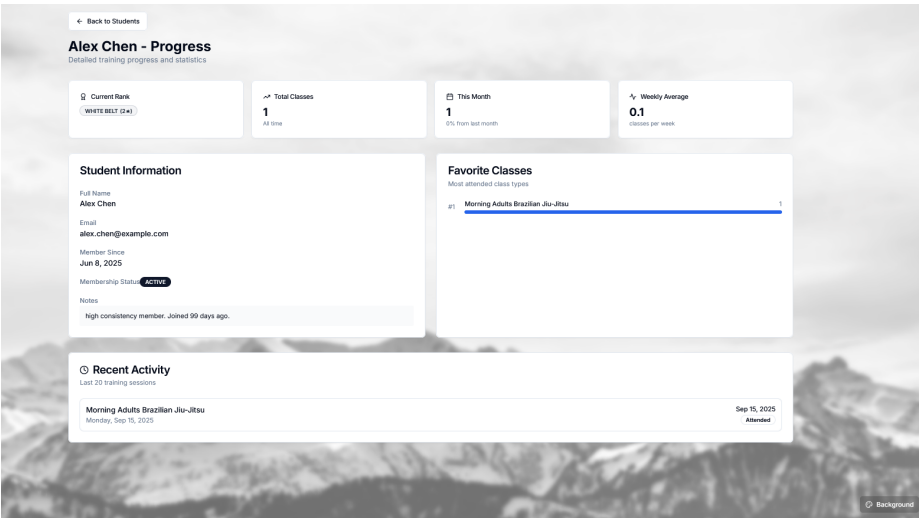 Back to Students
Alex Chen - Progress
Detailed training progress and statistics
Current Rank
WHITE BELT (2★)
Total Classes
1
All time
This Month
1
0% from last month
Weekly Average
0.1
classes per week
Student Information
Full Name
Alex Chen
Email
alex.chen@example.com
Member Since
Jun 8, 2025
Membership Status ACTIVE
Notes
high consistency member. Joined 99 days ago.
Favorite Classes
Most attended class types
#1 Morning Adults Brazilian Jiu-Jitsu 1
Recent Activity
Last 20 training sessions
Morning Adults Brazilian Jiu-Jitsu Sep 15, 2025
Monday, Sep 15, 2025 Attended
Background